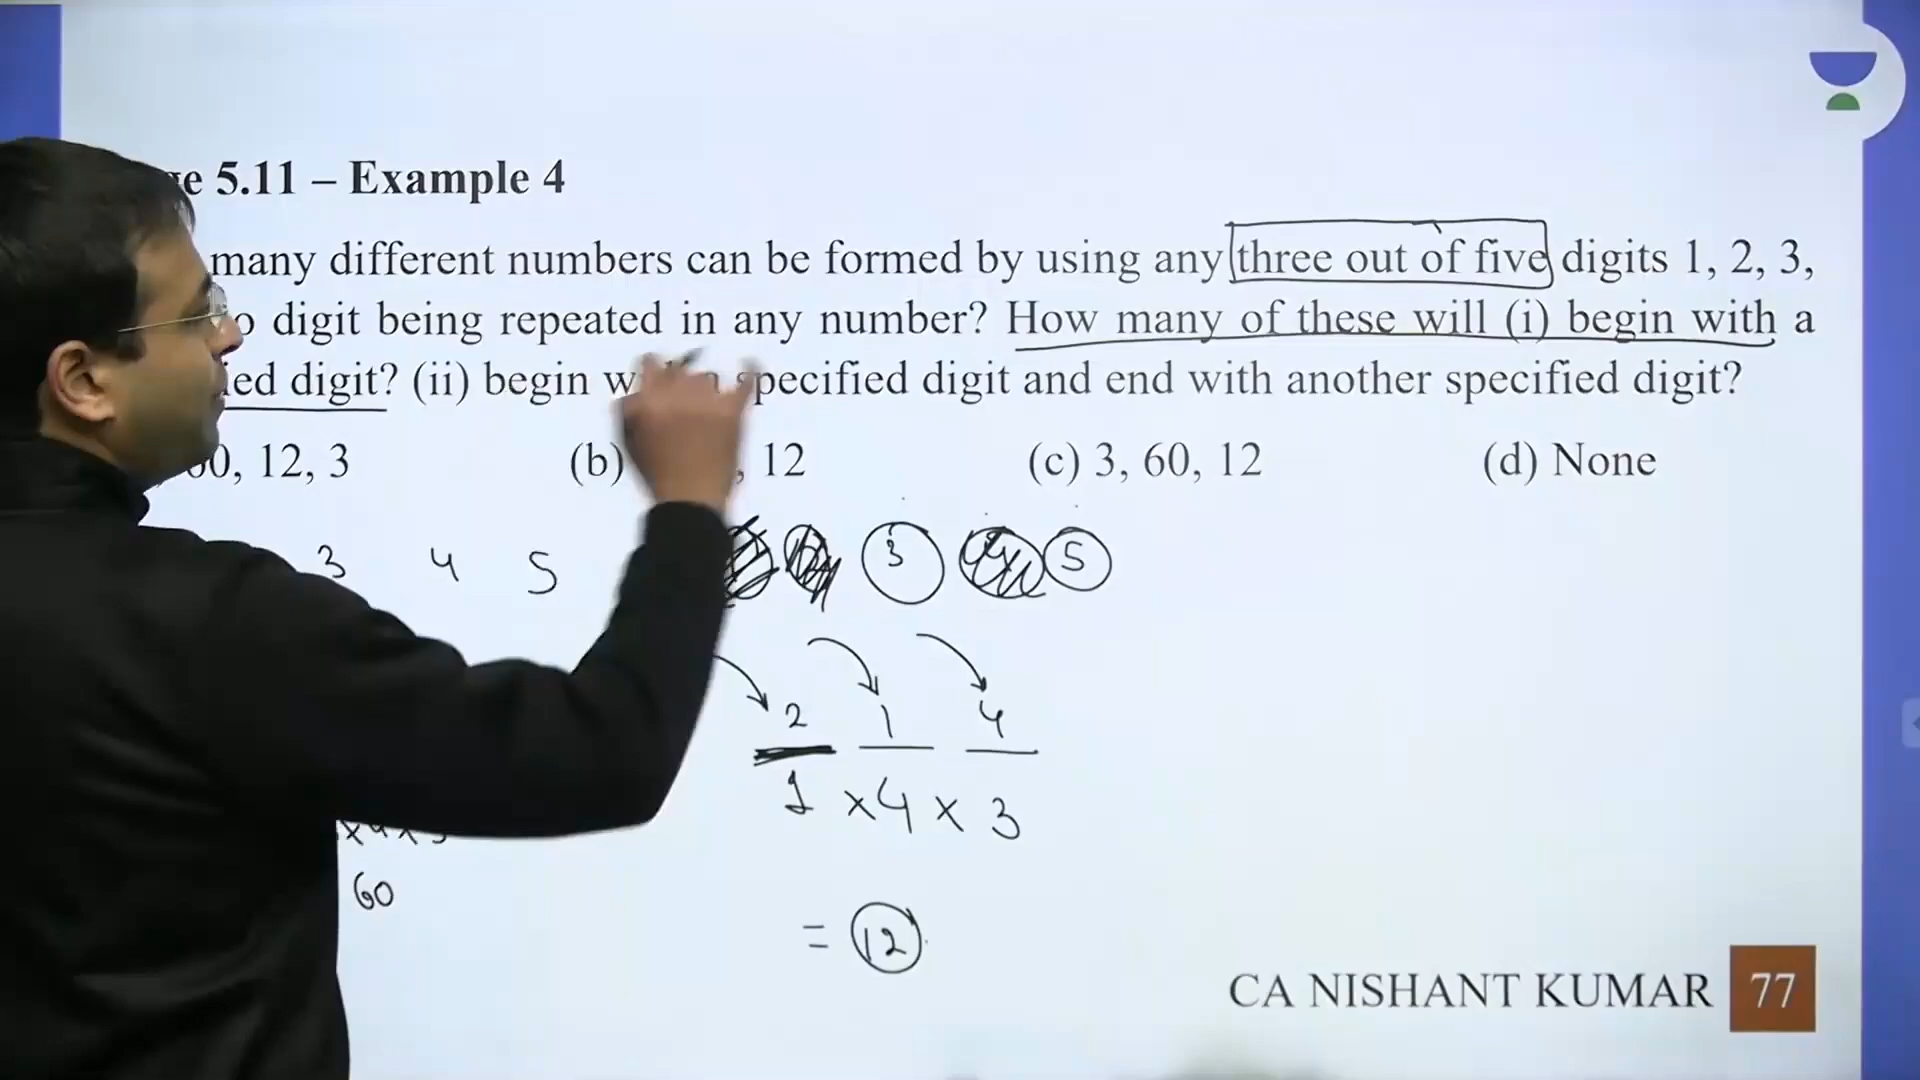 5.11 – Example 4
many different numbers can be formed by using any three out of five digits 1, 2, 3,
digit being repeated in any number? How many of these will (i) begin with a
digit? (ii) begin specified digit and end with another specified digit?
12, 3 (b) 12 (c) 3, 60, 12 (d) None
3 4 5 3 5
2 1 4
1 × 4 × 3
60
= 12
CA NISHANT KUMAR 77